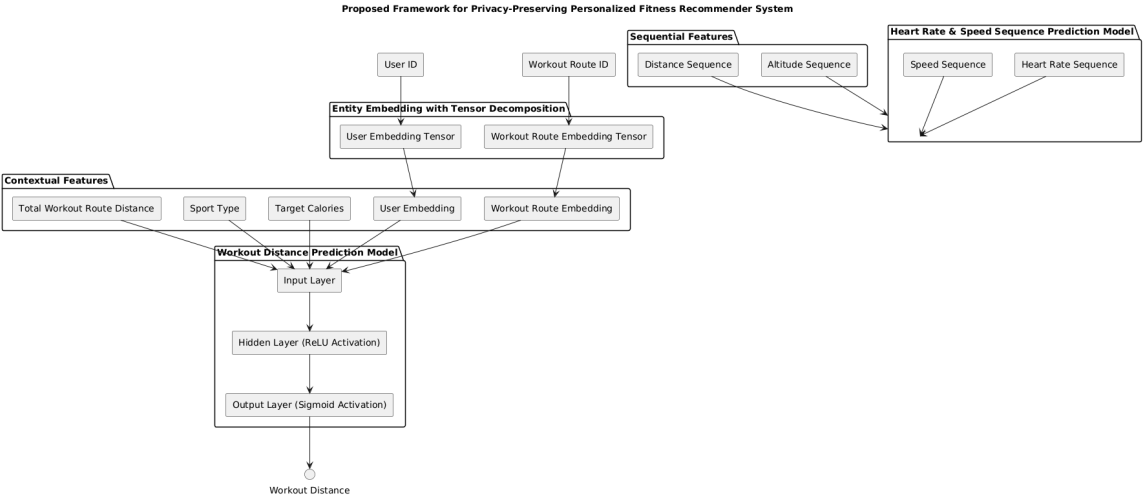 Proposed Framework for Privacy-Preserving Personalized Fitness Recommender System
Sequential Features
Distance Sequence
Altitude Sequence
Heart Rate & Speed Sequence Prediction Model
Speed Sequence
Heart Rate Sequence
User ID
Workout Route ID
Entity Embedding with Tensor Decomposition
User Embedding Tensor
Workout Route Embedding Tensor
Contextual Features
Total Workout Route Distance
Sport Type
Target Calories
User Embedding
Workout Route Embedding
Workout Distance Prediction Model
Input Layer
Hidden Layer (ReLU Activation)
Output Layer (Sigmoid Activation)
Workout Distance